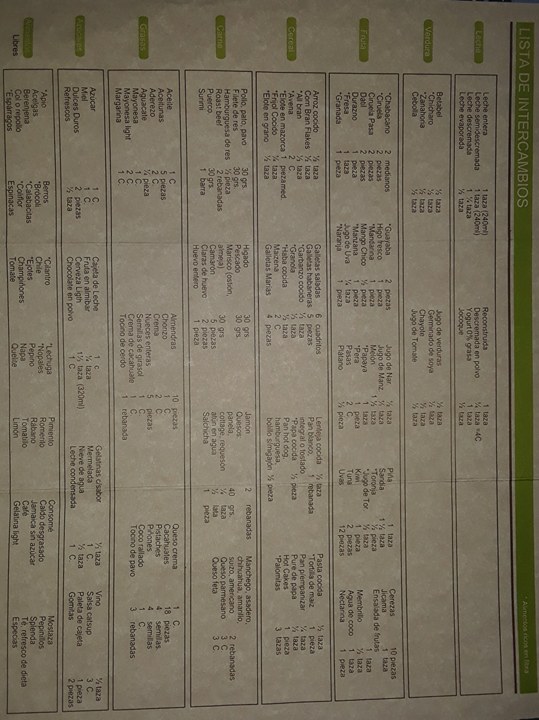 LISTA DE INTERCAMBIOS
* Alimentos ricos en fibra
Leche
Leche entera 1 taza (240ml)
Leche semidescremada 1 taza (240ml)
Leche descremada 1 ¼ taza
Leche evaporada ½ taza
Reconstruida 1 taza
Descremada en polvo ¼ taza =4C
Yogurt 0% grasa 1 taza
Jocoque ½ taza
Verdura
Betabel ½ taza
*Chicharo ½ taza
*Zanahoria ½ taza
Cebolla ½ taza
Jugo de verduras ½ taza
Germinado de soya ½ taza
Chayote ½ taza
Jugo de Tomate ½ taza
Fruta
*Chabacano 2 medianos
*Ciruela 2 piezas
Ciruela Pasa 2 piezas
Dátil 2 piezas
Durazno 1 pieza
*Fresa 1 taza
*Granada 1 pieza
*Guayaba 2 piezas
Higo fresco 1 pieza
*Mandarina 1 pieza
Mango Chico ½ pieza
*Manzana 1 pieza
Jugo de Uva ¼ taza
*Naranja 1 pieza
Jugo de Nar. ½ taza
Jugo de Manz. ½ taza
Melón 1 ½ taza
*Papaya 1 taza
*Pera 1 pieza
Pasas 2 C.
Plátano ½ pieza
Piña 1 taza
Sandía 1 ½ taza
*Toronja ½ pieza
*Jugo de Tor ½ taza
Kiwi 1 pieza
Tuna 2 piezas
Uvas 12 piezas
Cerezas 10 piezas
Jicama 1 taza
Ensalada de frutas
1 taza
Membrillo ½ taza
Agua de coco 1 taza
Nectarina 1 pieza
Cereal
Arroz cocido ½ taza
Corn Bran Flakes ½ taza
*All bran ½ taza
*Avena 2 C.
*Elote en mazorca 1 pieza med.
*Frijol Cocido ¼ taza
*Elote en grano ½ taza
Galletas saladas 6 cuadritos
Galletas habaneras 5 piezas
*Garbanzo cocido ½ taza
*Granola ½ taza
*Haba cocida ½ taza
Maizena 2 C
Galletas Marías 4 piezas
Lenteja cocida ½ taza
Pan blanco, 1 rebanada
integral o tostado
*Papa cocida ½ pieza
Pan hot dog,
hamburguesa,
bolillo s/migajón ½ pieza
Pasta cocida ½ taza
*Tortilla de maíz 1 pieza
Pan p/empanizar ¼ taza
Pure de papa ½ taza
Hot Cakes 1 pieza
*Palomitas 3 tazas
Carne
Pollo, pato, pavo 30 grs.
Filete de res 30 grs.
Hamburguesa de res ½ pieza
Roast beef 2 rebanadas
Puerco 30 grs.
Surimi 1 barra
Higado 30 grs.
Pescado 30 grs.
Marisco (ostión,
almeja) 30 grs
Camarón 5 piezas
Claras de huevo 2 piezas
Huevo entero 1 pieza
Jamón 2 rebanadas
Quesos:
panela, 40 grs.
cottage, requesón ¼ taza
atún en agua ½ lata
Salchicha 1 pieza
Manchego, asadero,
chihuahua, amarillo,
suizo, americano 2 rebanadas
Queso parmesano 3 C
Queso feta 3 C
Grasas
Aceite 1 C
Aceitunas 5 piezas
Aderezo 2 C.
Aguacate ¼ pieza
Mayonesa 1 C.
Mayonesa light 2 C
Margarina 1 C.
Almendras 10 piezas
Chorizo 1 C.
Crema 2 C
Nueces enteras 5 piezas
Semillas de girasol 1 C
Crema de cacahuate 1 C
Tocino de cerdo 1 rebanada
Queso crema 1 C.
Cacahuates 18 piezas
Pistaches 4 semillas.
Piñones 4 semillas
Coco rallado 1 C.
Tocino de pavo 3 rebanadas
Azúcares
Azúcar 1 C.
Miel 1 C.
Dulces Duros 2 piezas
Refrescos ½ taza
Cajeta de Leche 1 c
Fruta en almíbar ¼ taza
Cerveza Ligth 1½ taza (320ml)
Chocolate en polvo 1 C
Gelatinas c/sabor ½ taza
Mermelada 1 C.
Nieve de agua ½ taza
Leche condensada 1 C.
Vino ½ taza
Salsa catsup 3 C
Paleta de cajeta 1 pieza
Gomitas 2 piezas
Libres
*Apio
Acelgas
Berenjena
Col o repollo
*Esparragos
Berros
*Brócoli
*Calabacitas
*Coliflor
Espinacas
*Cilantro
Chile
*Ejotes
Champiñones
Tomate
*Lechuga
*Nopales
Pepino
Napa
Quelite
Pimiento
Romerito
Rábano
Tomatillo
Limón
Consomé
Caldo desgrasado
Jamaica sin azúcar
Café
Gelatina light
Mostaza
Pepinillos
Splenda
Té, refresco de dieta
Especias